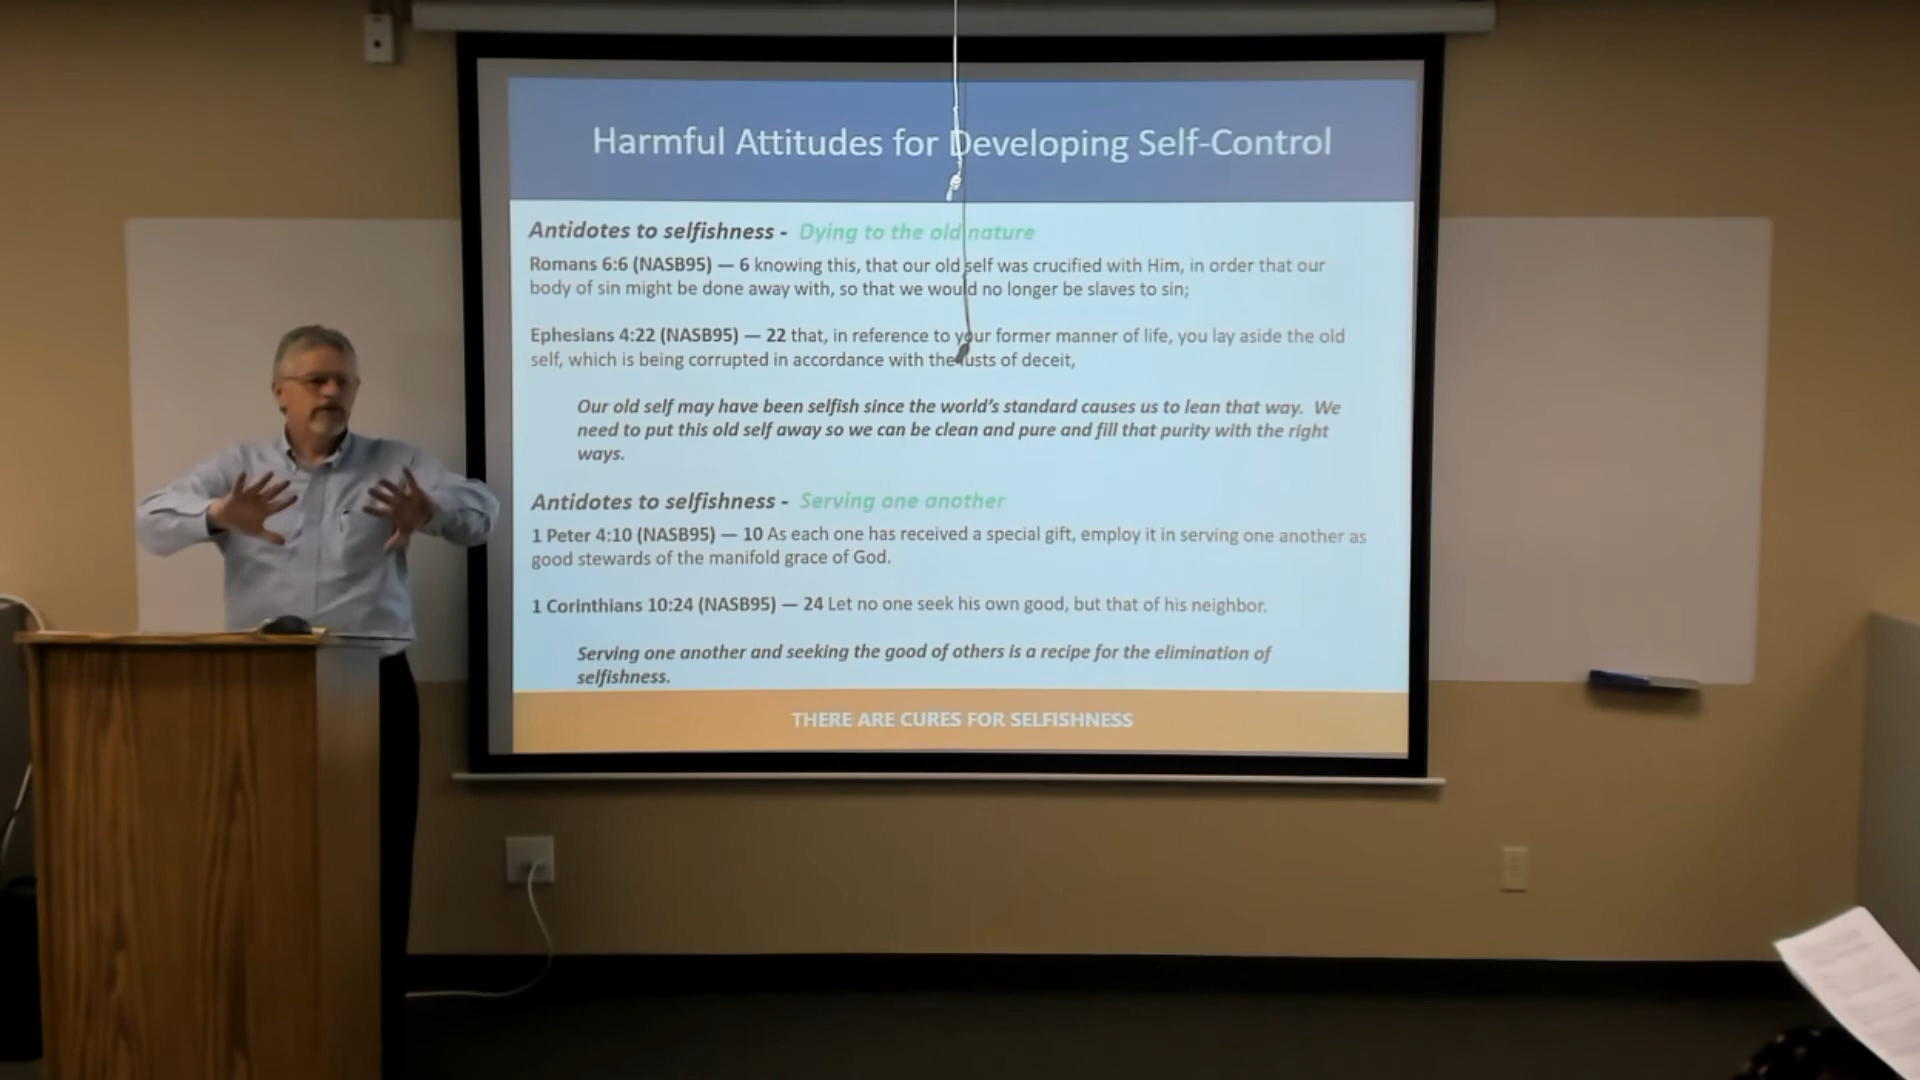 Harmful Attitudes for Developing Self-Control
Antidotes to selfishness - Dying to the old nature
Romans 6:6 (NASB95) — 6 knowing this, that our old self was crucified with Him, in order that our
body of sin might be done away with, so that we would no longer be slaves to sin;
Ephesians 4:22 (NASB95) — 22 that, in reference to your former manner of life, you lay aside the old
self, which is being corrupted in accordance with the lusts of deceit,
Our old self may have been selfish since the world's standard causes us to lean that way. We
need to put this old self away so we can be clean and pure and fill that purity with the right
ways.
Antidotes to selfishness - Serving one another
1 Peter 4:10 (NASB95) — 10 As each one has received a special gift, employ it in serving one another as
good stewards of the manifold grace of God.
1 Corinthians 10:24 (NASB95) — 24 Let no one seek his own good, but that of his neighbor.
Serving one another and seeking the good of others is a recipe for the elimination of
selfishness.
THERE ARE CURES FOR SELFISHNESS